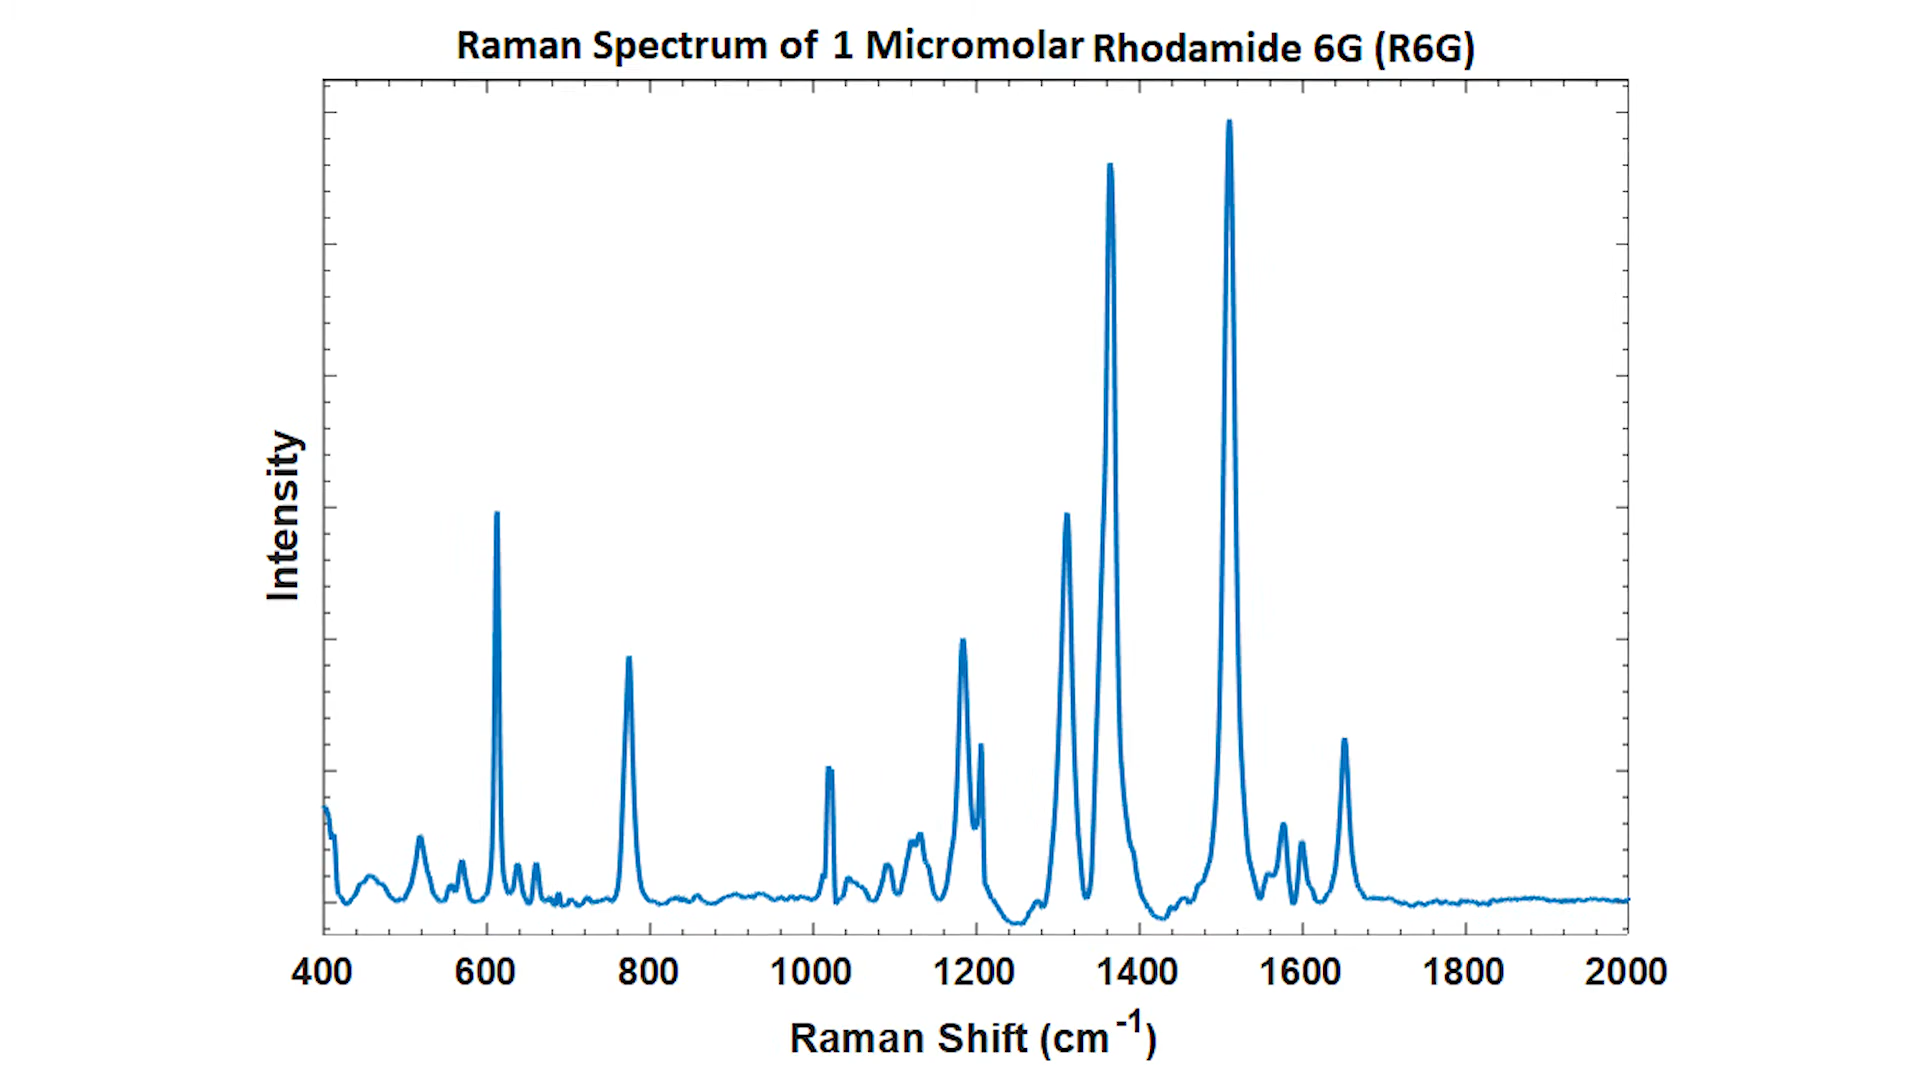 Raman Spectrum of 1 Micromolar Rhodamide 6G (R6G)
Intensity
400 600 800 1000 1200 1400 1600 1800 2000
Raman Shift (cm⁻¹)